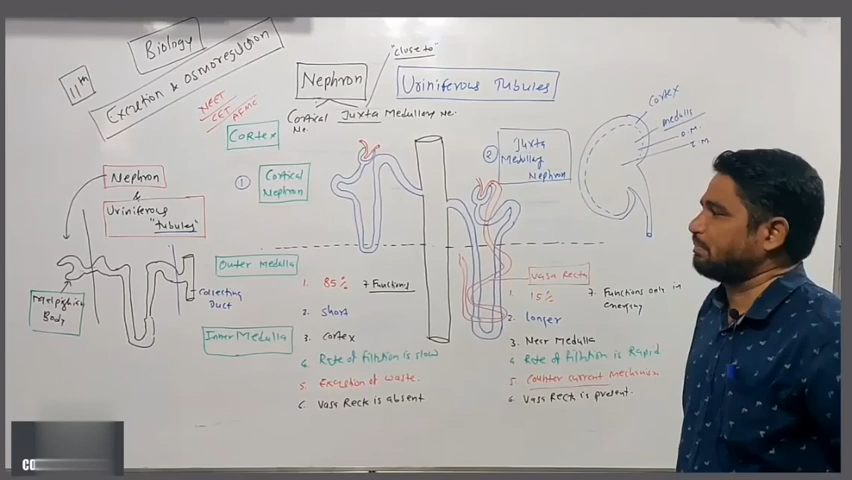 Biology
11th
Excretion & Osmoregulation
NEET
CET AFMC
Nephron
Uriniferous Tubules
"close to"
Cortical
Ne.
Juxta Medullary Ne.
Cortex
Nephron
&
Uriniferous
"tubules"
1
Cortical
Nephron
2
Juxta
Medullary
Nephron
Cortex
medulla
O.M.
I.M.
Malpighian
Body
Collecting
Duct
Outer Medulla
Inner Medulla
1. 85%
7 Functions
2. short
3. Cortex
4. Rate of filtration is slow
5. Excretion of waste.
6. Vasa Recta is absent
Vasa Recta
1. 15%
7. Functions only in
emergency
2. Longer
3. Near Medulla
4 Rate of filtration is Rapid
5 Counter current Mechanism
6 Vasa Recta is present.
CO